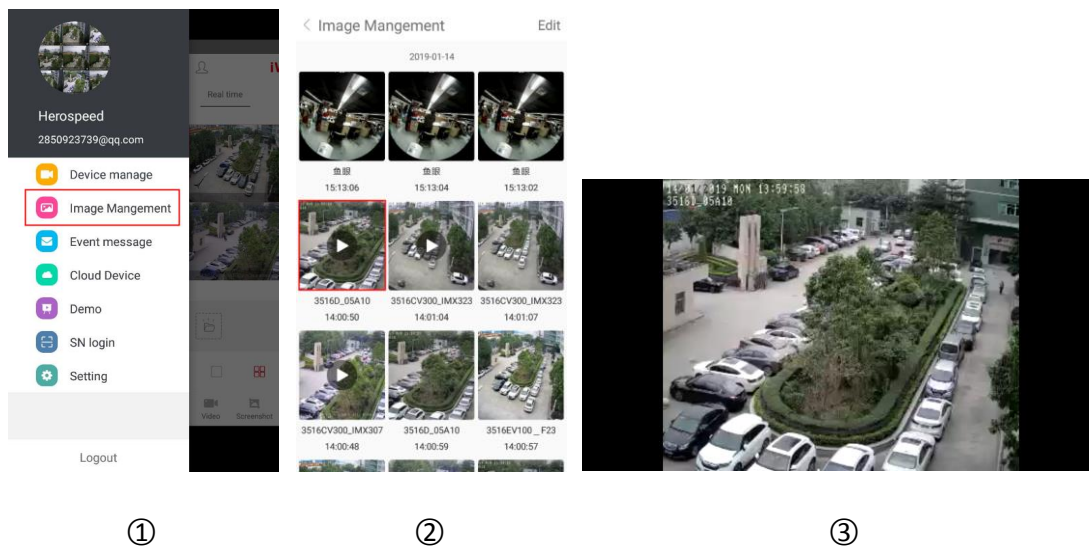 Herospeed
2850923739@qq.com
Real time
Device manage
Image Mangement
Event message
Cloud Device
Demo
SN login
Setting
Video Screenshot
Logout
Image Mangement Edit
2019-01-14
鱼眼 鱼眼 鱼眼
15:13:06 15:13:04 15:13:02
3516D_05A10 3516CV300_IMX323 3516CV300_IMX323
14:00:50 14:01:04 14:01:07
3516CV300_IMX307 3516D_05A10 3516EV100 _ F23
14:00:48 14:00:59 14:00:57
14/01/2019 MON 13:59:58
3516D_05A10
① ② ③